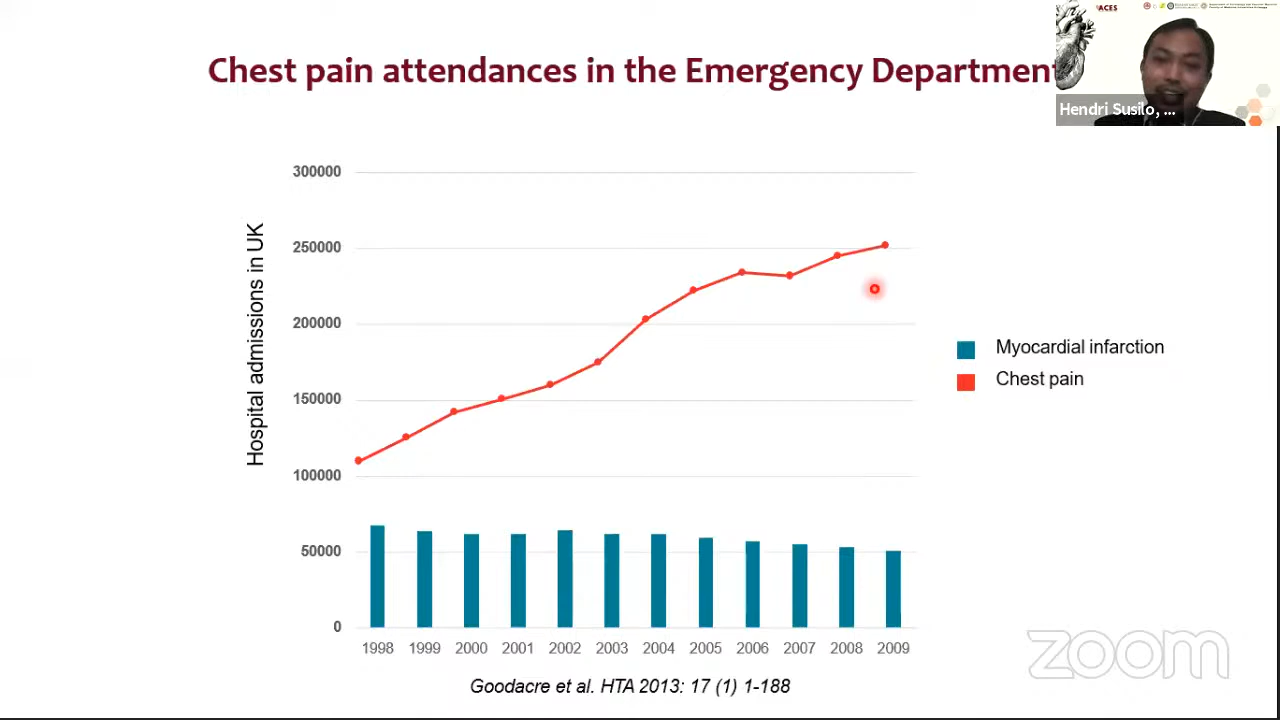 ACES
Chest pain attendances in the Emergency Department
Hendri Susilo, ...
300000
250000
200000
150000
100000
50000
0
Hospital admissions in UK
Myocardial infarction
Chest pain
1998 1999 2000 2001 2002 2003 2004 2005 2006 2007 2008 2009
Goodacre et al. HTA 2013: 17 (1) 1-188
zoom